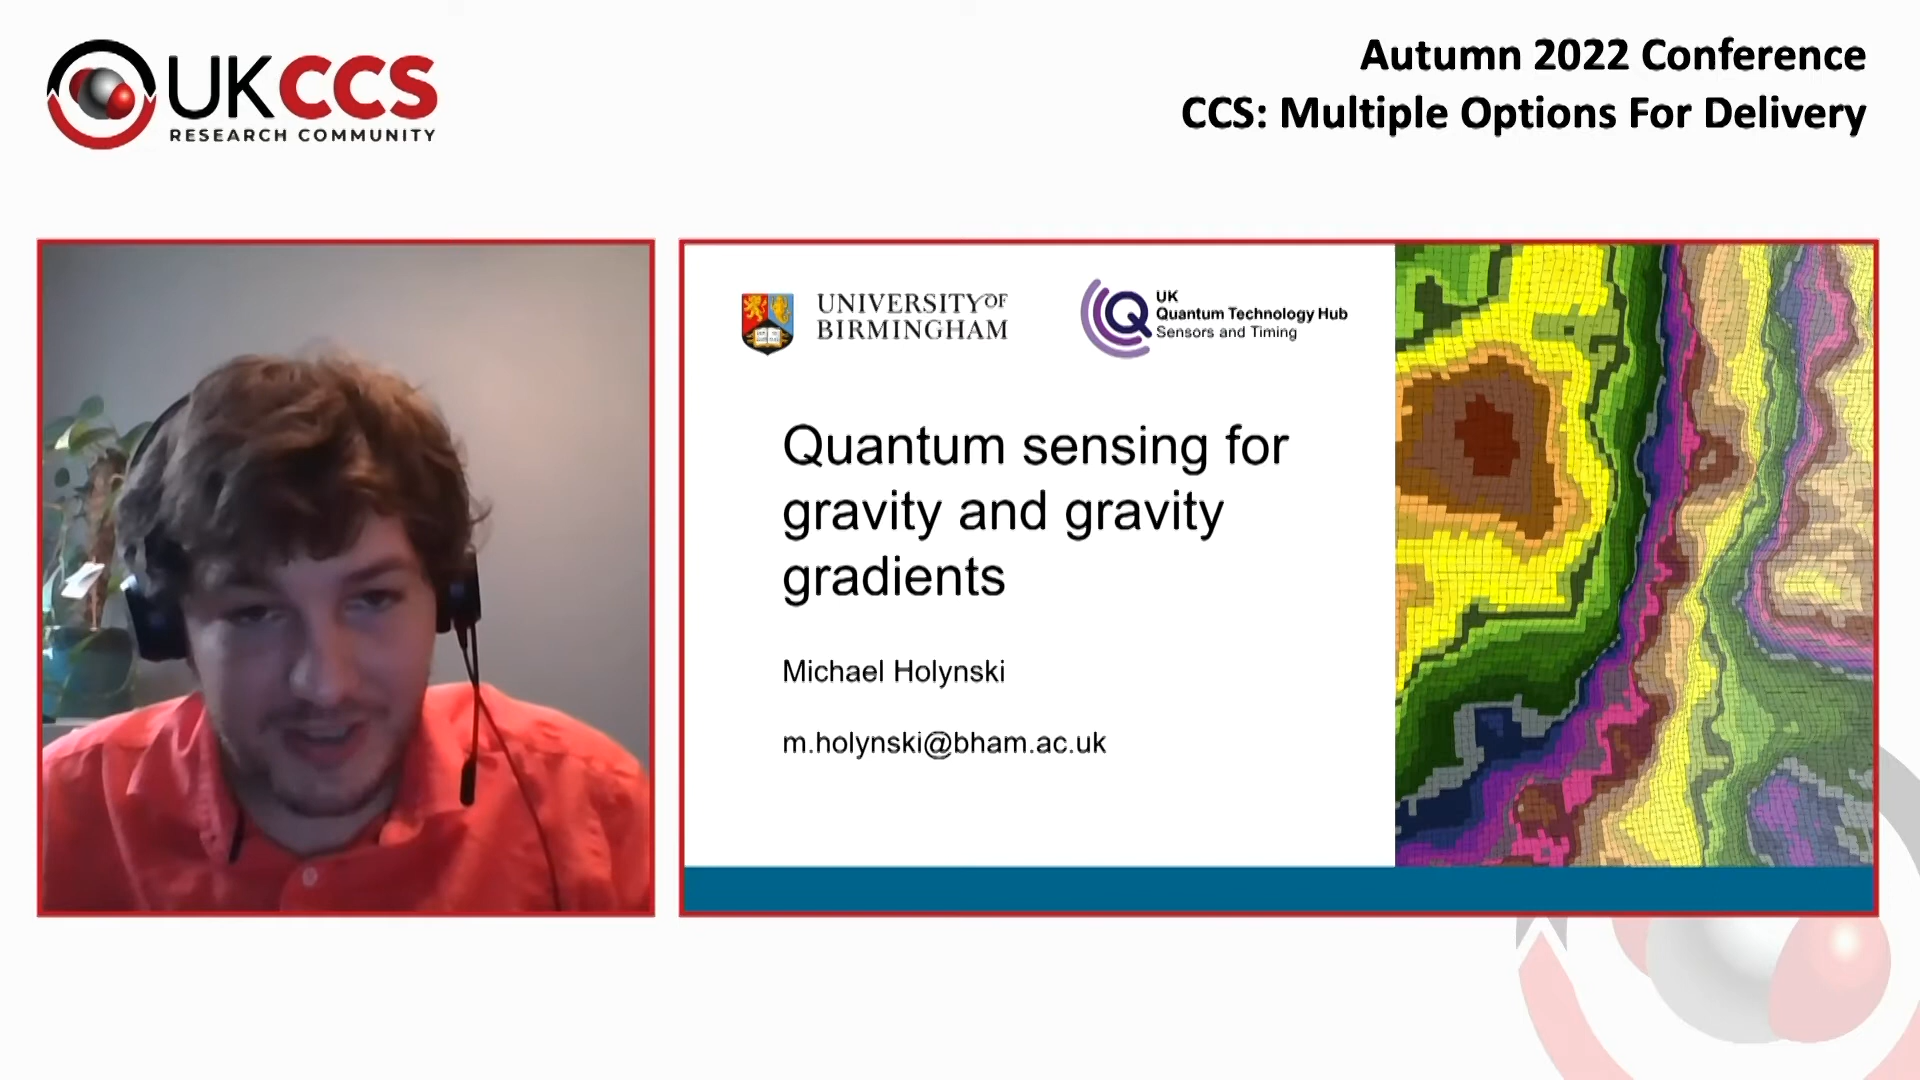 UKCCS
RESEARCH COMMUNITY
Autumn 2022 Conference
CCS: Multiple Options For Delivery
UNIVERSITY OF
BIRMINGHAM
UK
Quantum Technology Hub
Sensors and Timing
Quantum sensing for
gravity and gravity
gradients
Michael Holynski
m.holynski@bham.ac.uk